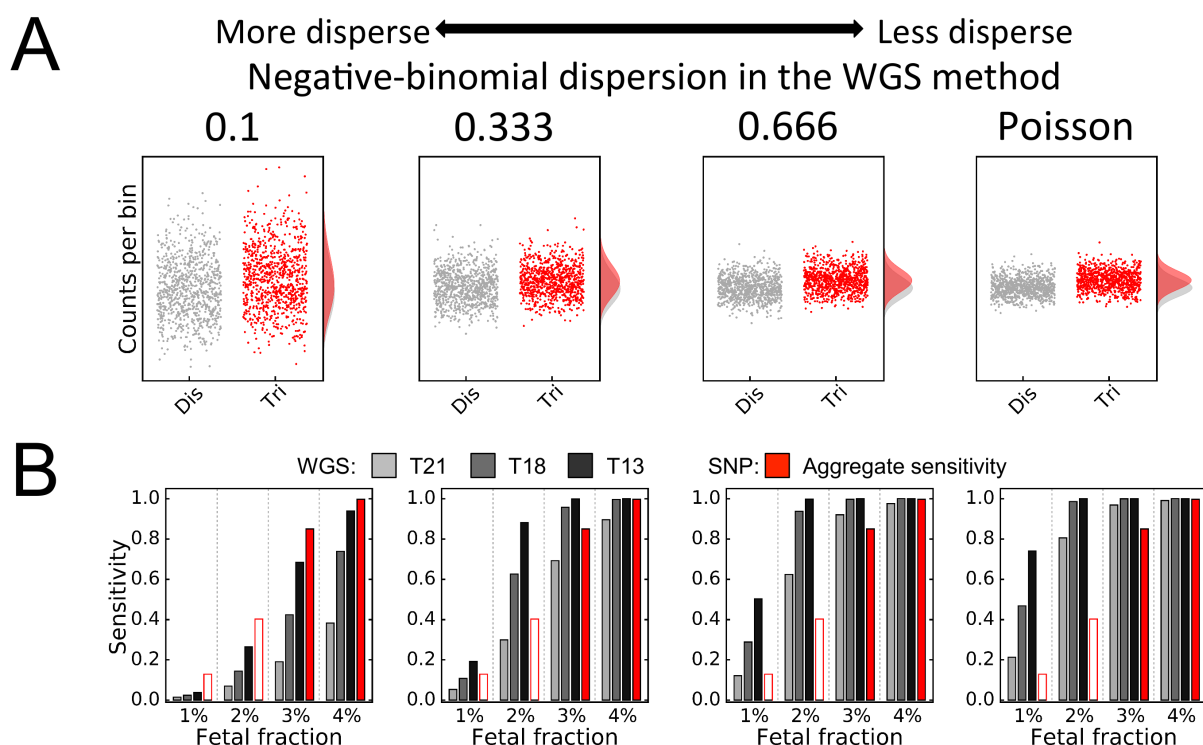 A
More disperse Less disperse
Negative-binomial dispersion in the WGS method
0.1 0.333 0.666 Poisson
Counts per bin
Dis Tri Dis Tri Dis Tri Dis Tri
B
WGS: T21 T18 T13 SNP: Aggregate sensitivity
Sensitivity
1.0 1.0 1.0 1.0
0.8 0.8 0.8 0.8
0.6 0.6 0.6 0.6
0.4 0.4 0.4 0.4
0.2 0.2 0.2 0.2
0.0 0.0 0.0 0.0
1% 2% 3% 4% 1% 2% 3% 4% 1% 2% 3% 4% 1% 2% 3% 4%
Fetal fraction Fetal fraction Fetal fraction Fetal fraction